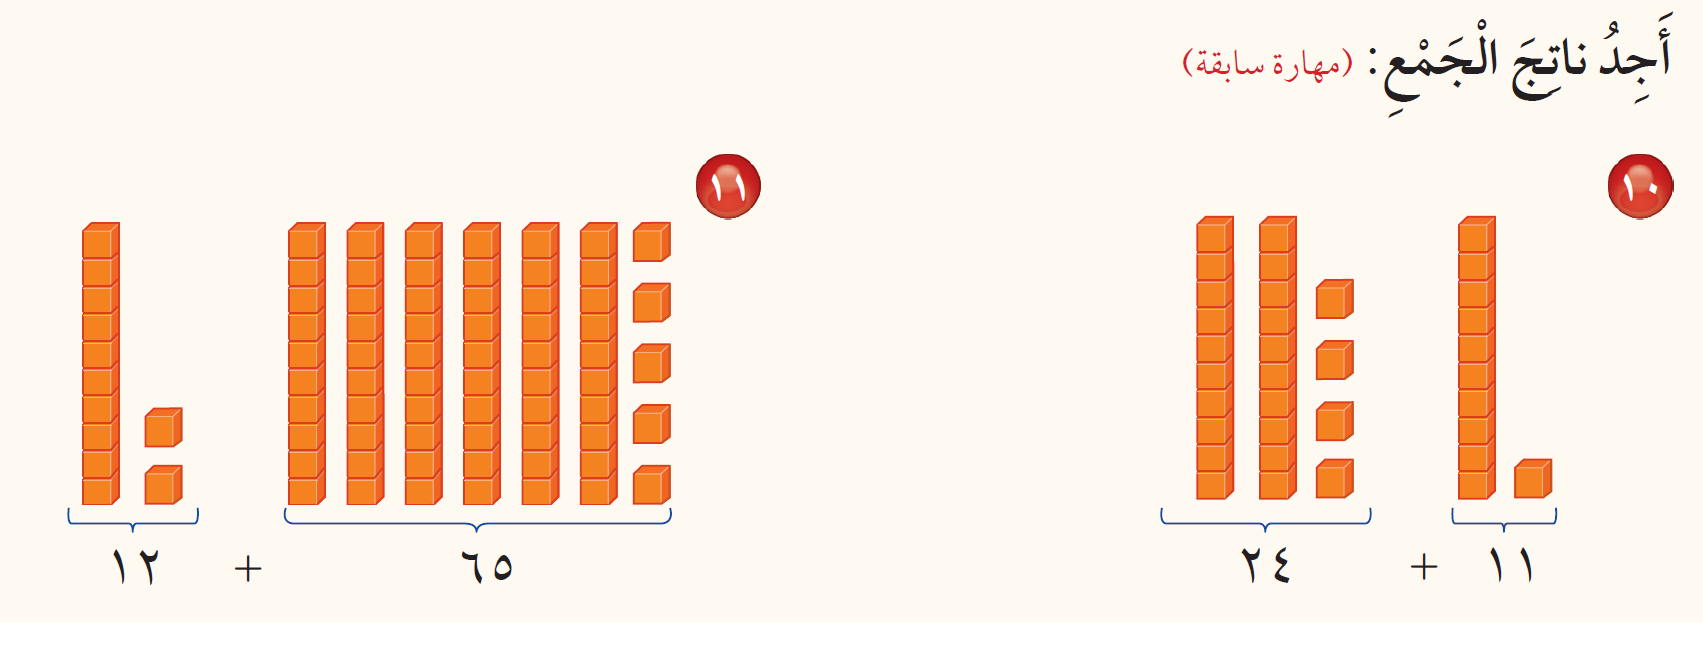 أَجِدُ ناتِجَ الْجَمْعِ: (مهارة سابقة)
١٠
١١ + ٢٤
١١
٦٥ + ١٢